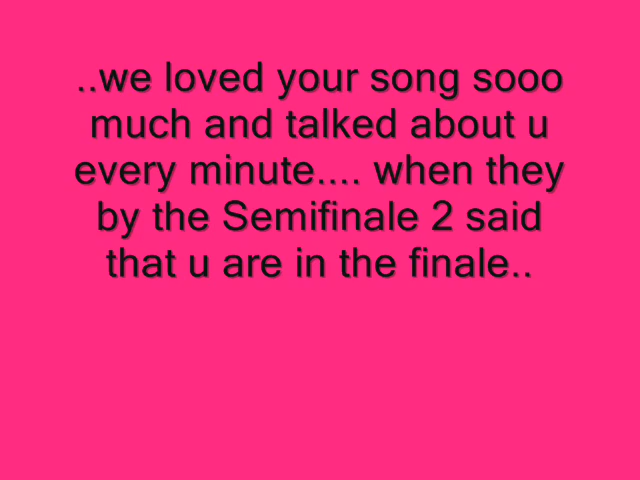 ..we loved your song sooo
much and talked about u
every minute.... when they
by the Semifinale 2 said
that u are in the finale..